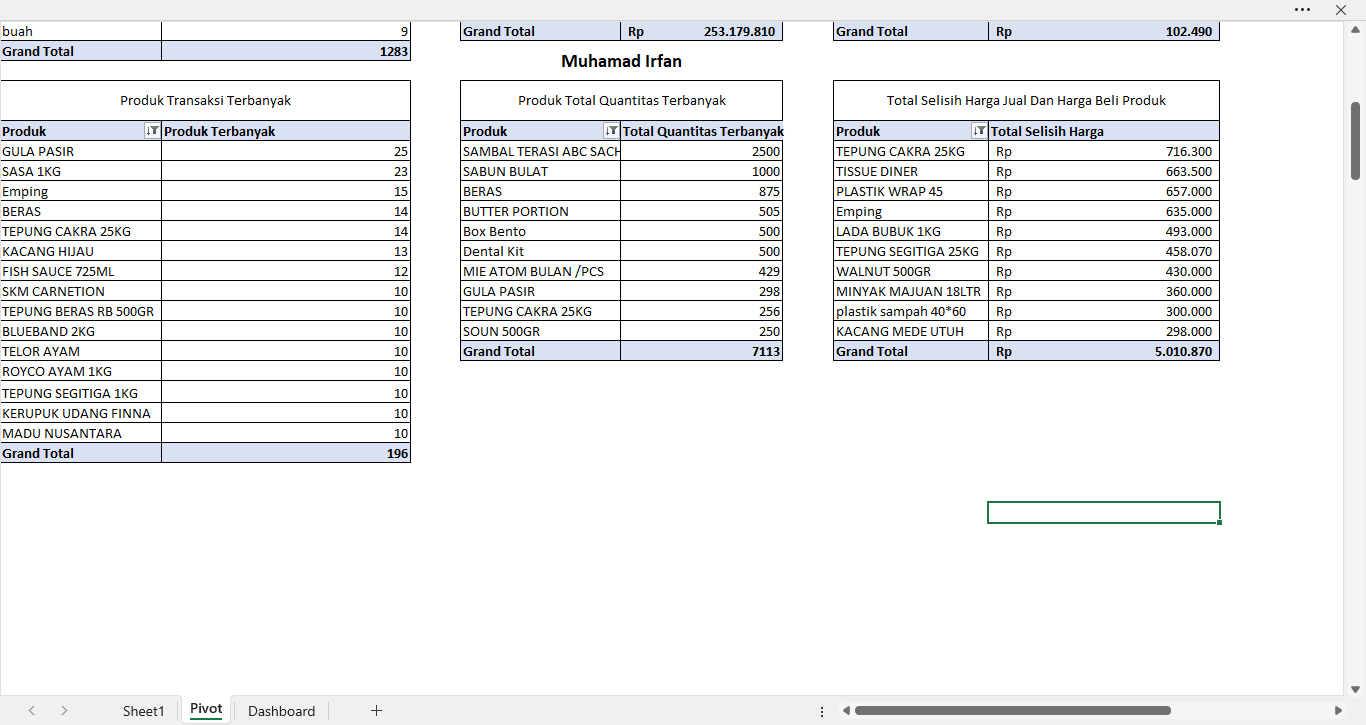 buah 9
Grand Total 1283
Grand Total Rp 253.179.810
Grand Total Rp 102.490
Muhamad Irfan
Produk Transaksi Terbanyak
Produk Produk Terbanyak
GULA PASIR 25
SASA 1KG 23
Emping 15
BERAS 14
TEPUNG CAKRA 25KG 14
KACANG HIJAU 13
FISH SAUCE 725ML 12
SKM CARNETION 10
TEPUNG BERAS RB 500GR 10
BLUEBAND 2KG 10
TELOR AYAM 10
ROYCO AYAM 1KG 10
TEPUNG SEGITIGA 1KG 10
KERUPUK UDANG FINNA 10
MADU NUSANTARA 10
Grand Total 196
Produk Total Quantitas Terbanyak
Produk Total Quantitas Terbanyak
SAMBAL TERASI ABC SACH 2500
SABUN BULAT 1000
BERAS 875
BUTTER PORTION 505
Box Bento 500
Dental Kit 500
MIE ATOM BULAN /PCS 429
GULA PASIR 298
TEPUNG CAKRA 25KG 256
SOUN 500GR 250
Grand Total 7113
Total Selisih Harga Jual Dan Harga Beli Produk
Produk Total Selisih Harga
TEPUNG CAKRA 25KG Rp 716.300
TISSUE DINER Rp 663.500
PLASTIK WRAP 45 Rp 657.000
Emping Rp 635.000
LADA BUBUK 1KG Rp 493.000
TEPUNG SEGITIGA 25KG Rp 458.070
WALNUT 500GR Rp 430.000
MINYAK MAJUAN 18LTR Rp 360.000
plastik sampah 40*60 Rp 300.000
KACANG MEDE UTUH Rp 298.000
Grand Total Rp 5.010.870
Sheet1 Pivot Dashboard